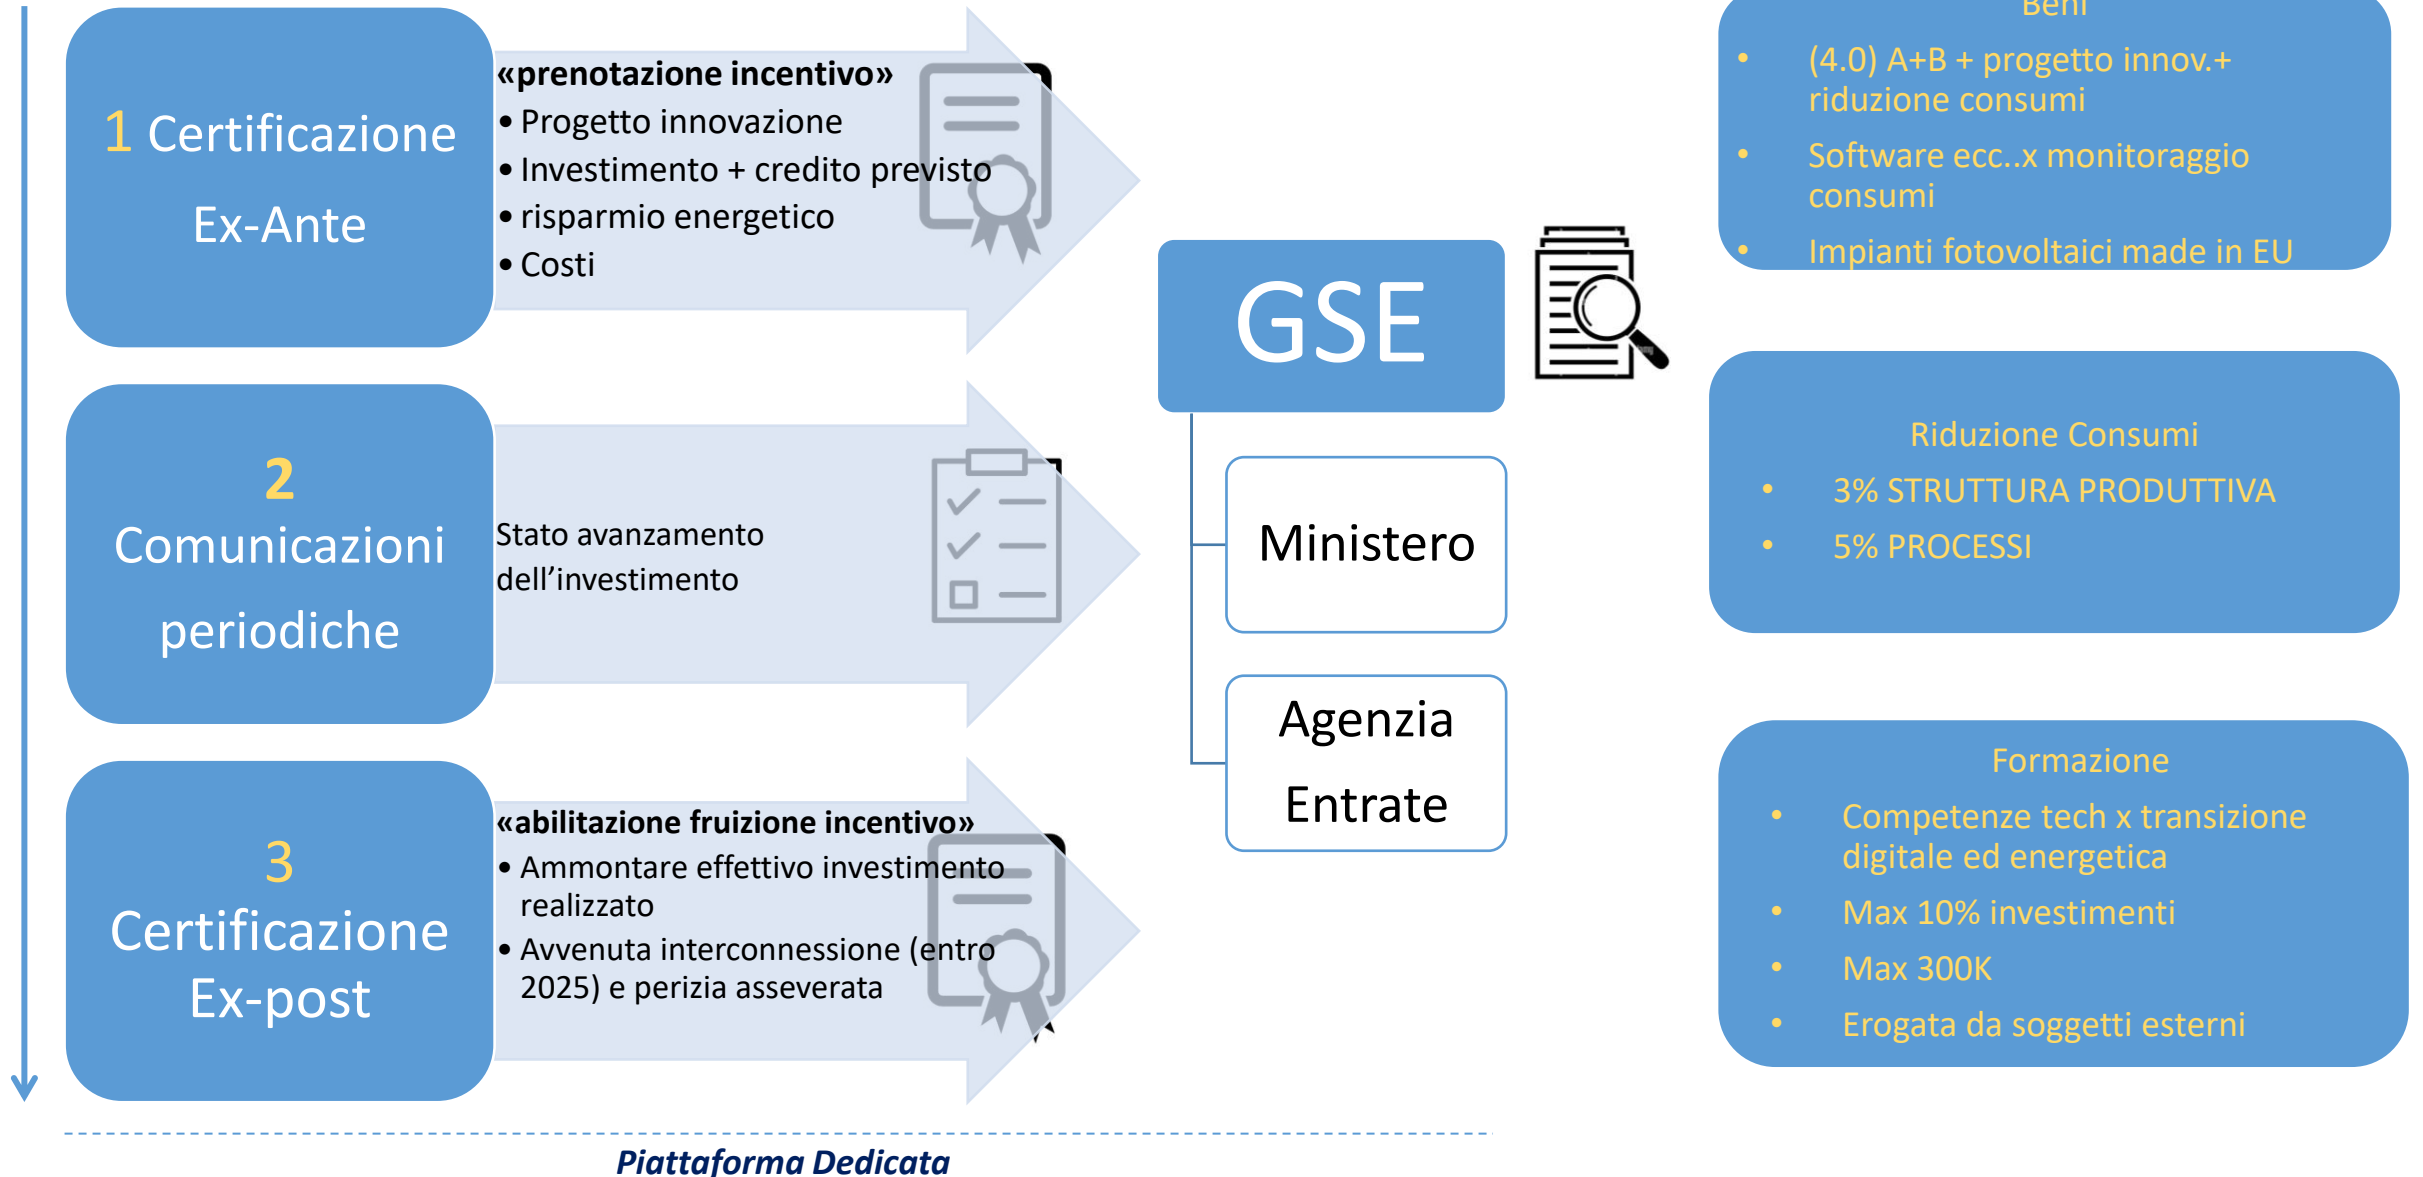 1 Certificazione
Ex-Ante
«prenotazione incentivo»
• Progetto innovazione
• Investimento + credito previsto
• risparmio energetico
• Costi
2
Comunicazioni
periodiche
Stato avanzamento
dell’investimento
3
Certificazione
Ex-post
«abilitazione fruizione incentivo»
• Ammontare effettivo investimento
realizzato
• Avvenuta interconnessione (entro
2025) e perizia asseverata
GSE
Ministero
Agenzia
Entrate
Beni
• (4.0) A+B + progetto innov.+
riduzione consumi
• Software ecc..x monitoraggio
consumi
• Impianti fotovoltaici made in EU
Riduzione Consumi
• 3% STRUTTURA PRODUTTIVA
• 5% PROCESSI
Formazione
• Competenze tech x transizione
digitale ed energetica
• Max 10% investimenti
• Max 300K
• Erogata da soggetti esterni
Piattaforma Dedicata